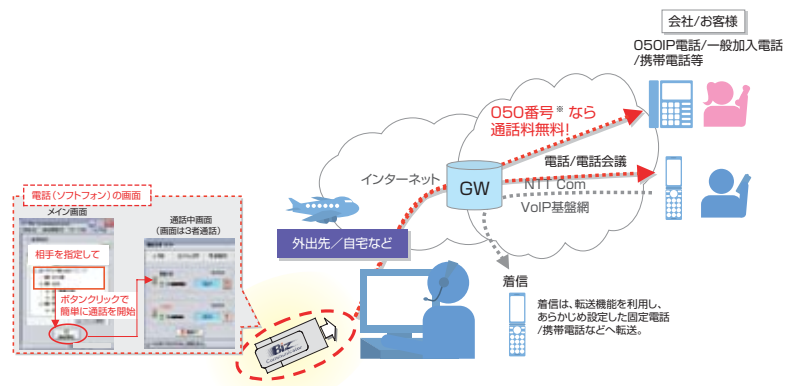 会社/お客様
050IP電話/一般加入電話
/携帯電話等
050番号※なら
通話料無料!
電話/電話会議
インターネット
GW
NTT Com
VoIP基盤網
外出先/自宅など
電話(ソフトフォン)の画面
メイン画面
通話中画面
(画面は3者通話)
相手を指定して
ボタンクリックで
簡単に通話を開始
着信
着信は、転送機能を利用し、
あらかじめ設定した固定電話
/携帯電話などへ転送。
Biz
Communicator